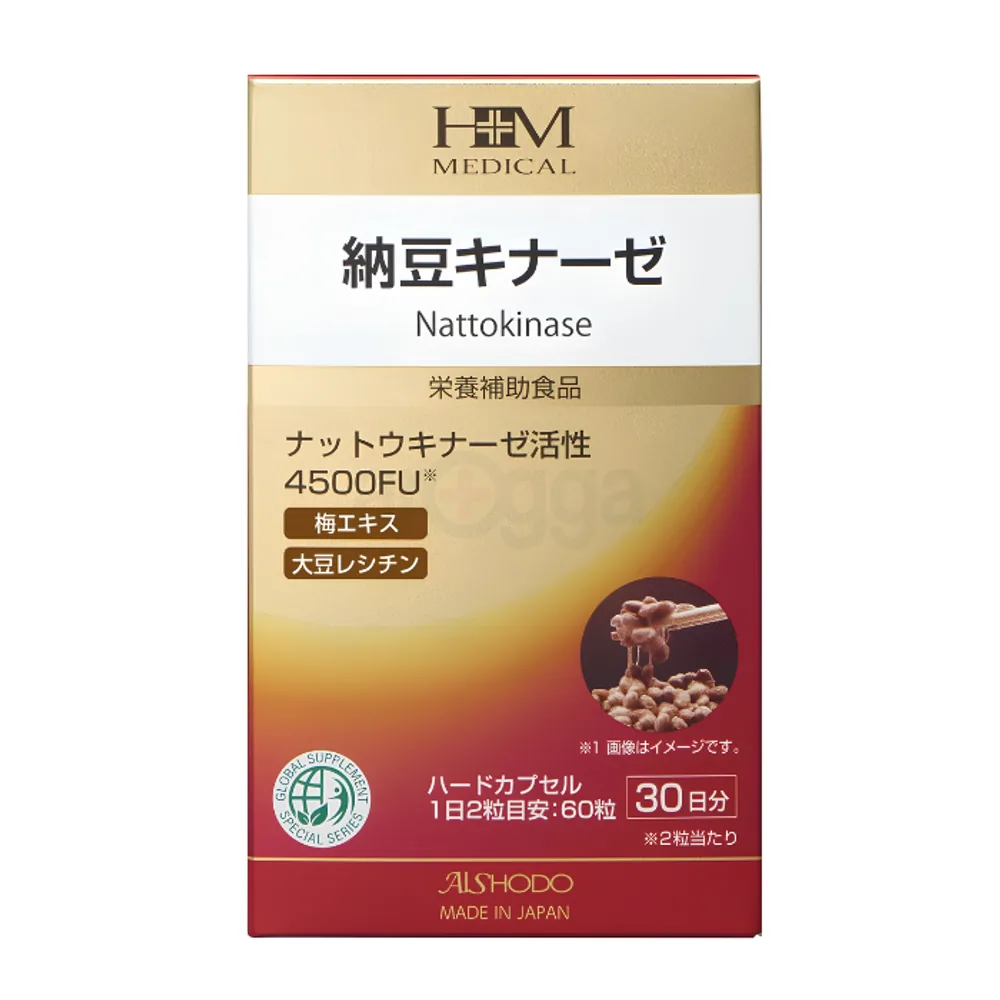 H+M
MEDICAL
納豆キナーゼ
Nattokinase
栄養補助食品
ナットウキナーゼ活性
4500FU※
梅エキス
大豆レシチン
※1 画像はイメージです。
GLOBAL SUPPLEMENT
SPECIAL SERIES
ハードカプセル
1日2粒目安:60粒
30日分
※2粒当たり
AISHODO
MADE IN JAPAN